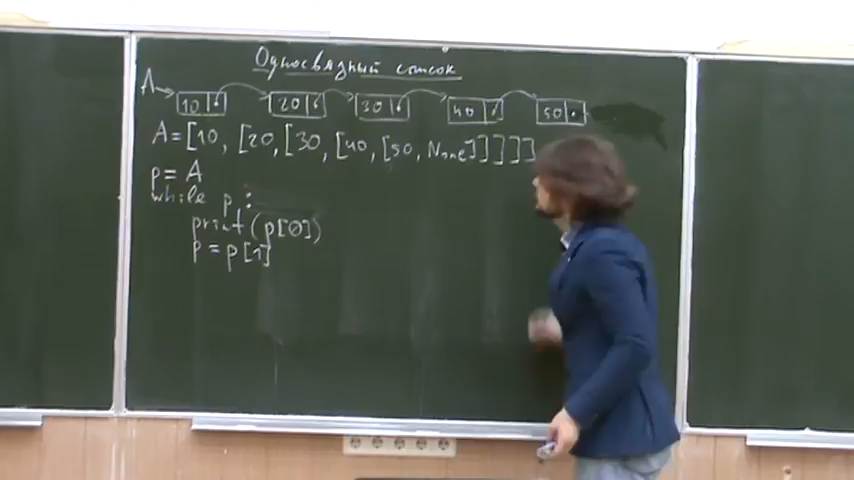 Односвязный список
A→ 10 20 30 40 50
A=[10, [20, [30, [40, [50, None]]]]]
p = A
while p:
print(p[0])
p = p[1]